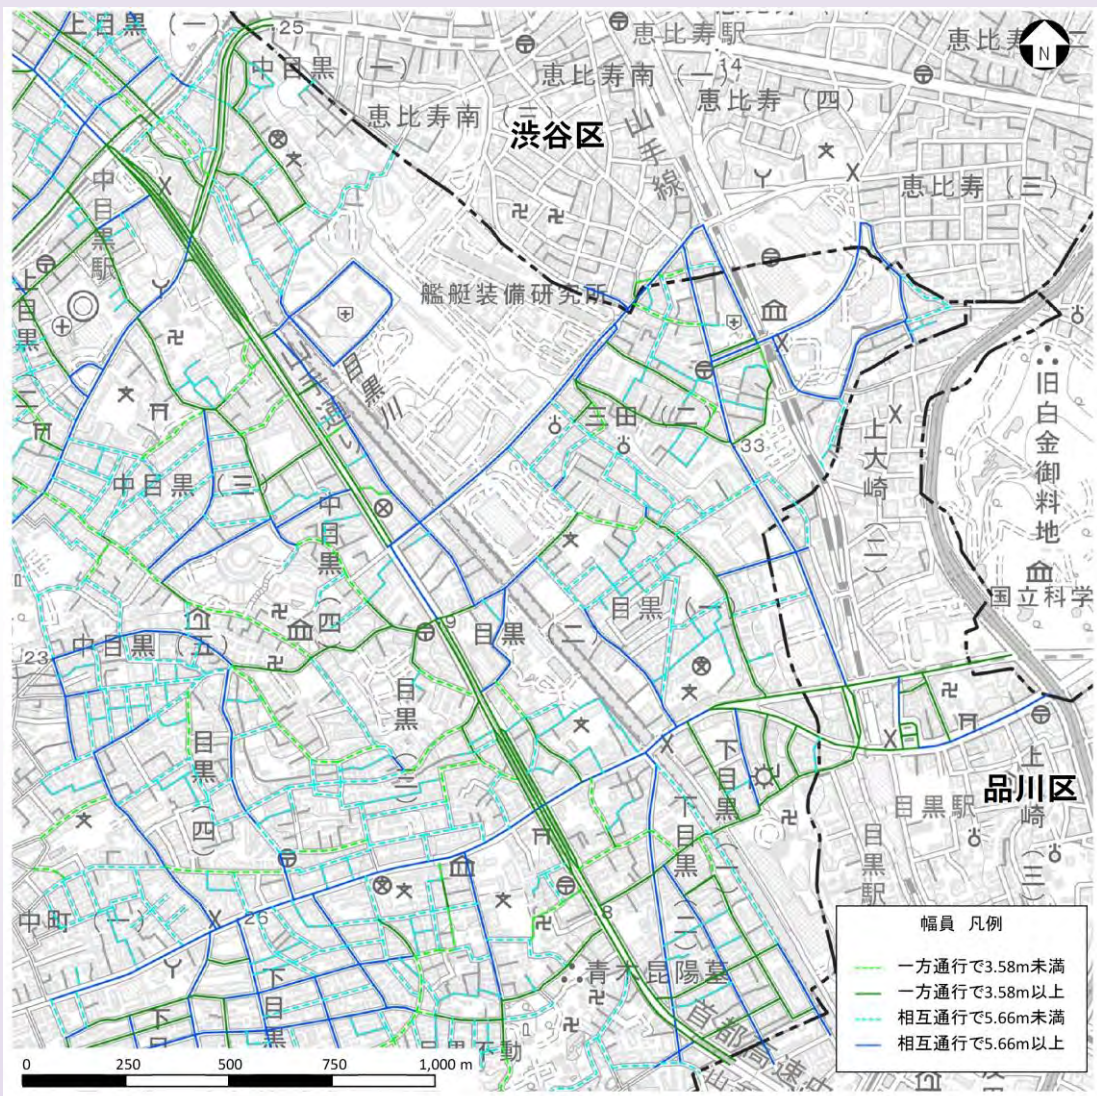 上目黒(一)
25
中目黒(一)
恵比寿駅
恵比寿南(一)
14
恵比寿(四)
N
恵比寿南(三)
渋谷区
山手線
恵比寿(三)
中目黒駅
上目黒(二)
艦艇装備研究所
山手通り
目黒川
三田(二)
33
旧白金御料地
上大崎(二)
中目黒(三)
中目黒(四)
国立科学
目黒(一)
9
目黒(二)
23
中目黒(五)
目黒(三)
目黒(四)
下目黒(一)
品川区
目黒駅
目黒駅
下目黒(二)
中町(一)
26
8
青木昆陽墓
下目黒
首都高速中
目黒不動
幅員 凡例
一方通行で3.58m未満
一方通行で3.58m以上
相互通行で5.66m未満
相互通行で5.66m以上
0 250 500 750 1,000 m